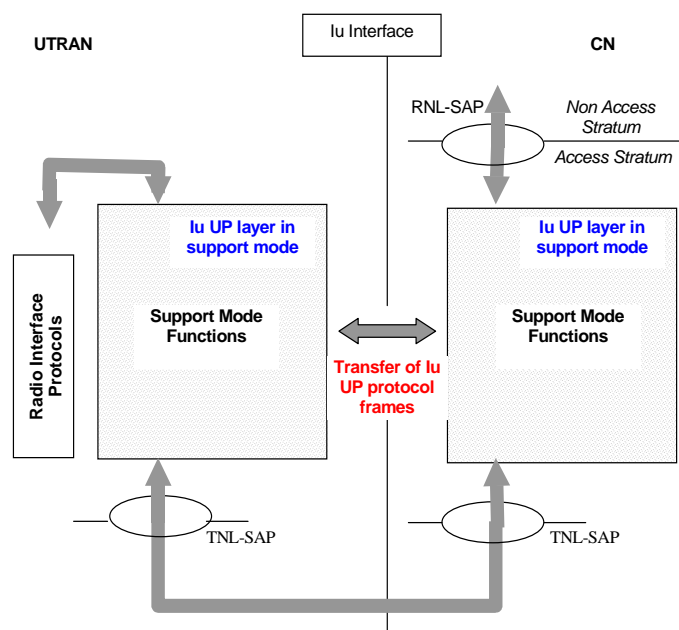 Iu Interface
UTRAN
CN
RNL-SAP
Non Access
Stratum
Access Stratum
Iu UP layer in
support mode
Iu UP layer in
support mode
Radio Interface
Protocols
Support Mode
Functions
Support Mode
Functions
Transfer of Iu
UP protocol
frames
TNL-SAP
TNL-SAP